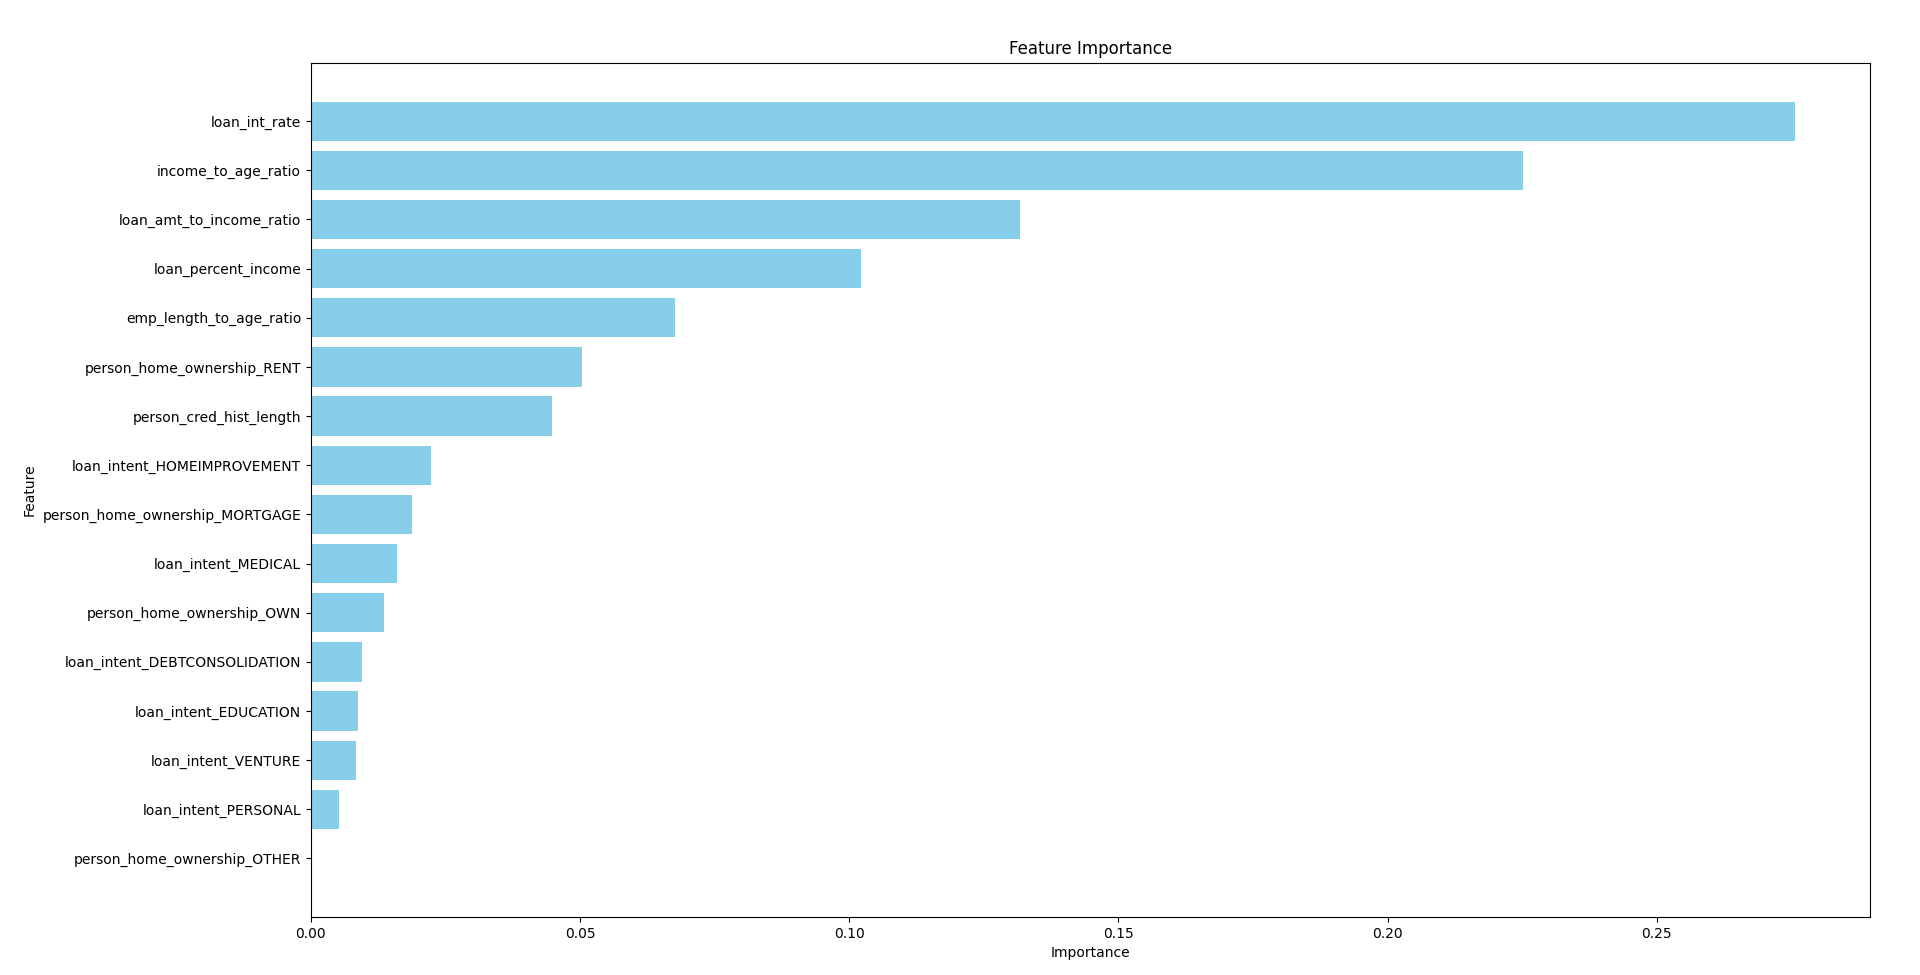 Feature Importance
loan_int_rate
income_to_age_ratio
loan_amt_to_income_ratio
loan_percent_income
emp_length_to_age_ratio
person_home_ownership_RENT
person_cred_hist_length
loan_intent_HOMEIMPROVEMENT
person_home_ownership_MORTGAGE
loan_intent_MEDICAL
person_home_ownership_OWN
loan_intent_DEBTCONSOLIDATION
loan_intent_EDUCATION
loan_intent_VENTURE
loan_intent_PERSONAL
person_home_ownership_OTHER
Feature
0.00 0.05 0.10 0.15 0.20 0.25
Importance